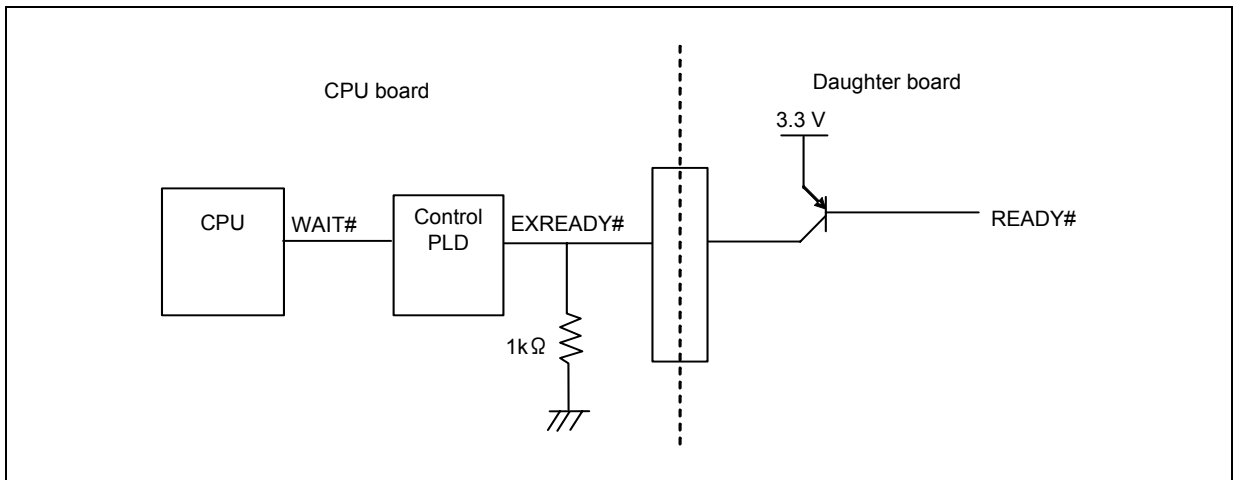 CPU board
Daughter board
3.3 V
CPU
WAIT#
Control
PLD
EXREADY#
READY#
1kΩ